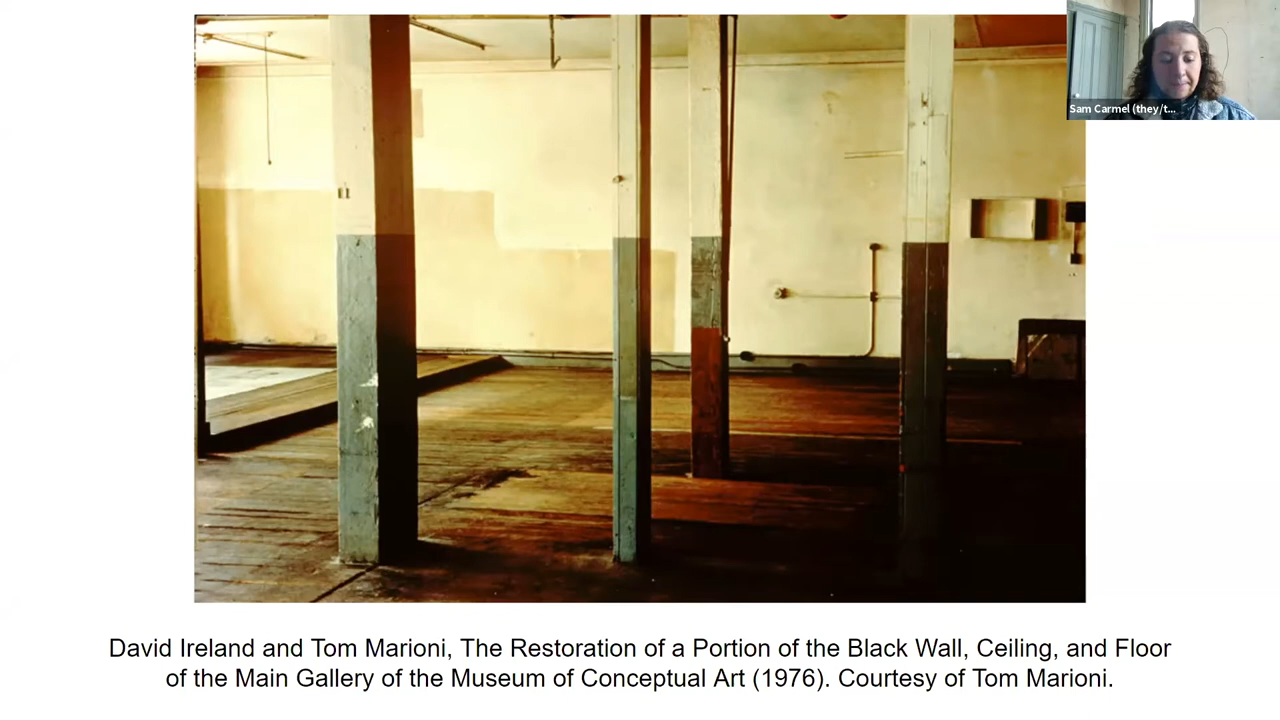 Sam Carmel (they/t...
David Ireland and Tom Marioni, The Restoration of a Portion of the Black Wall, Ceiling, and Floor
of the Main Gallery of the Museum of Conceptual Art (1976). Courtesy of Tom Marioni.